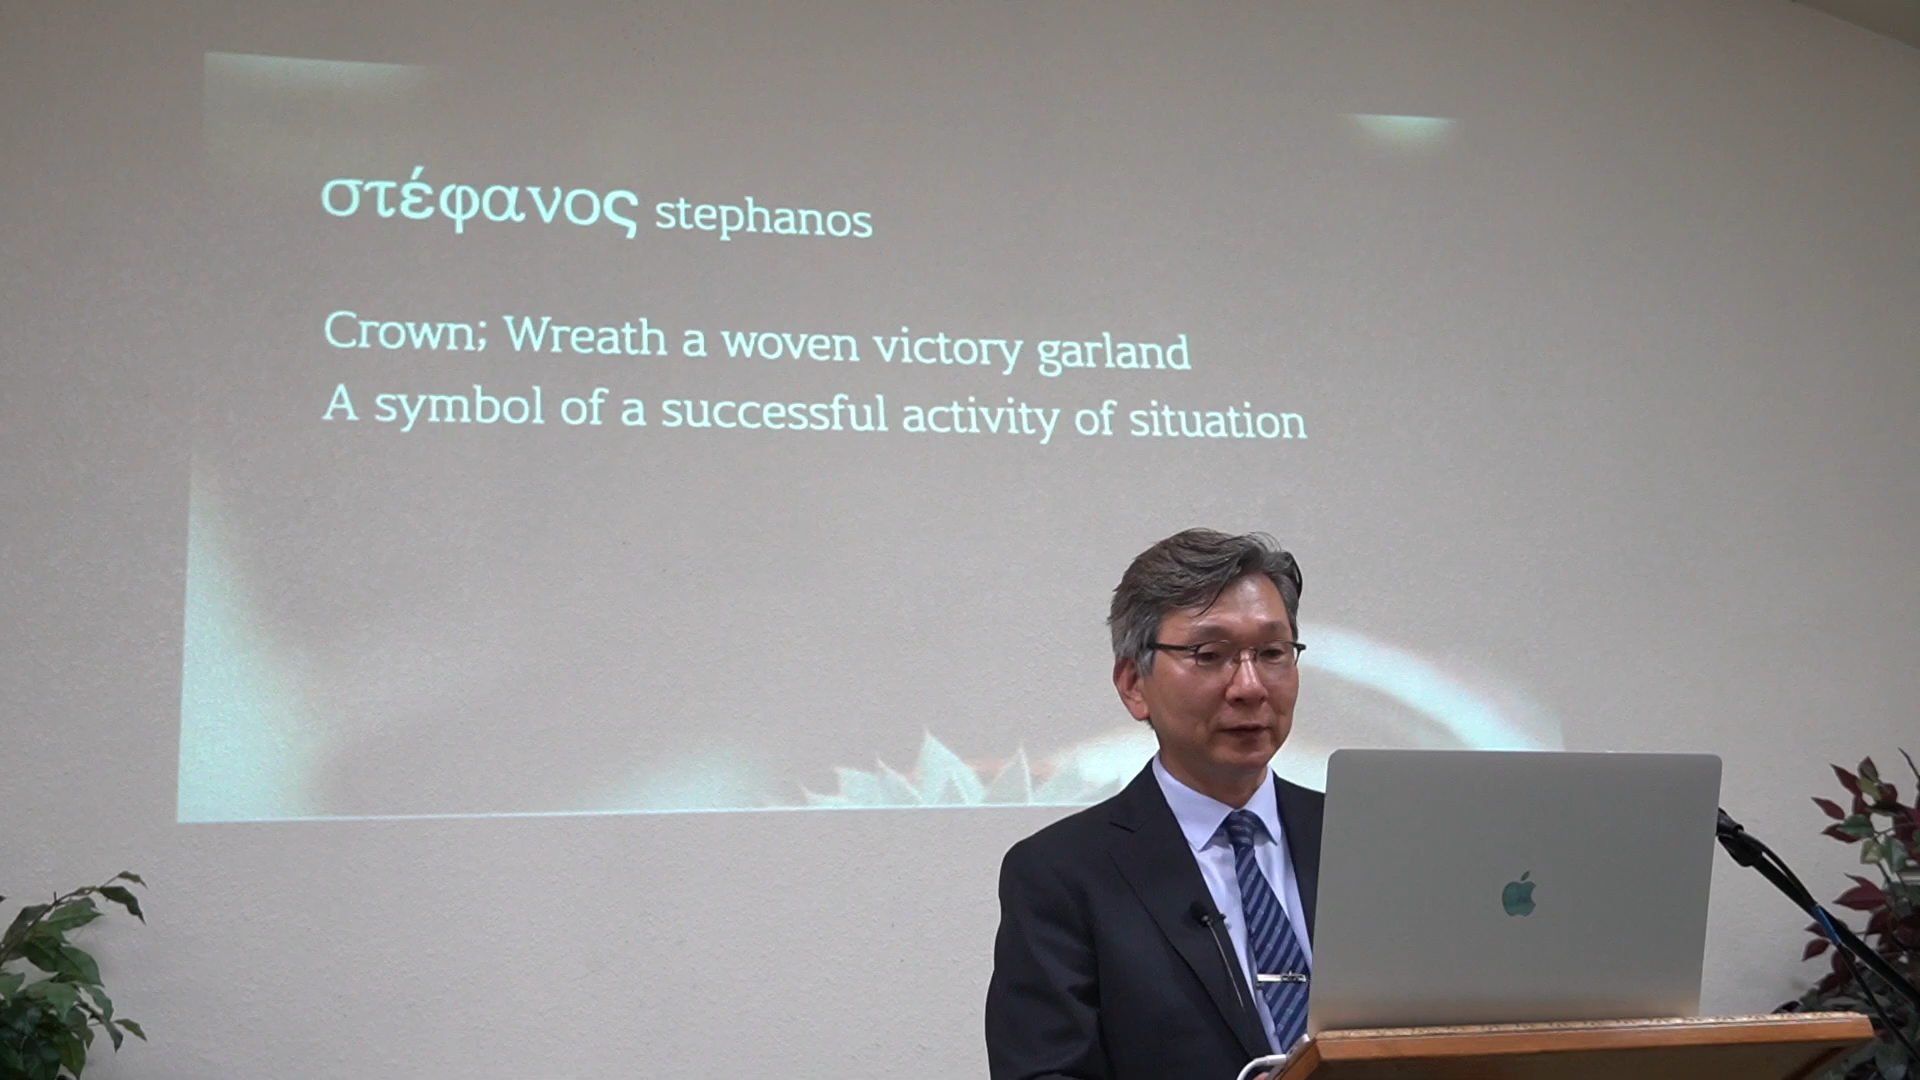 στέφανος stephanos
Crown; Wreath a woven victory garland
A symbol of a successful activity of situation